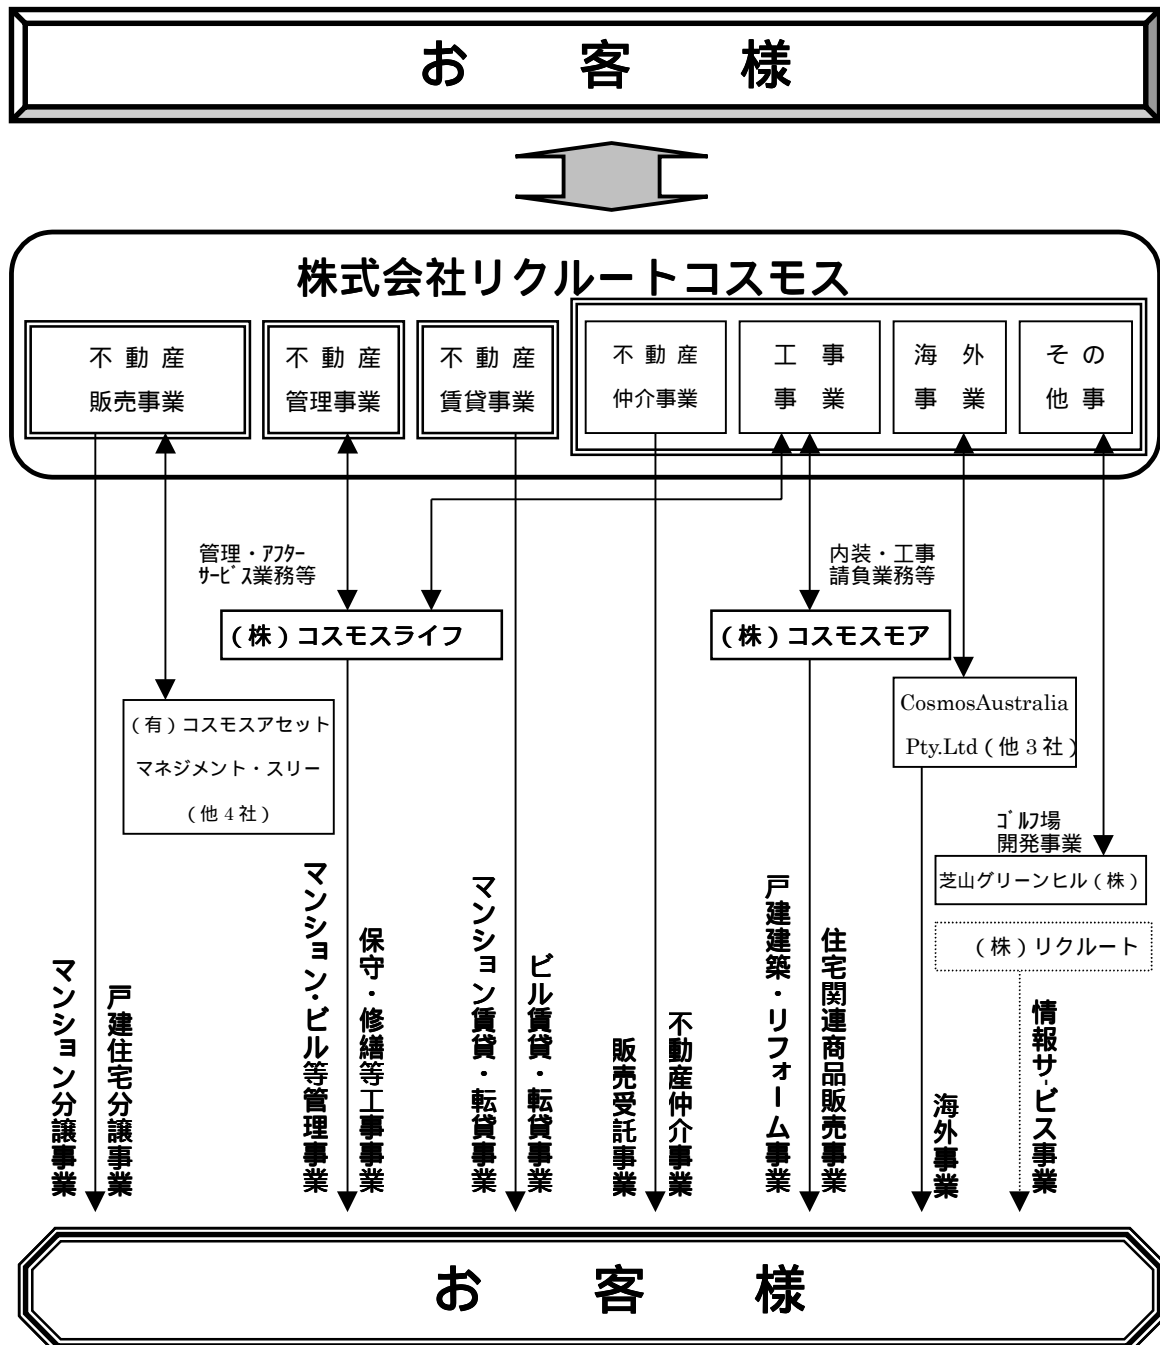 お 客 様
株式会社リクルートコスモス
不 動 産
販売事業
不 動 産
管理事業
不 動 産
賃貸事業
不 動 産
仲介事業
工 事
事 業
海 外
事 業
そ の
他 事
管理・ｱﾌﾀｰ
ｻｰﾋﾞｽ業務等
内装・工事
請負業務等
（株）コスモスライフ
（株）コスモスモア
CosmosAustralia
Pty.Ltd（他３社）
（有）コスモスアセット
マネジメント・スリー
（他４社）
ｺﾞﾙﾌ場
開発事業
芝山グリーンヒル（株）
（株）リクルート
マンション分譲事業
戸建住宅分譲事業
マンション・ビル等管理事業
保守・修繕等工事事業
マンション賃貸・転貸事業
ビル賃貸・転貸事業
販売受託事業
不動産仲介事業
戸建建築・リフォーム事業
住宅関連商品販売事業
海外事業
情報サ-ビス事業
お 客 様